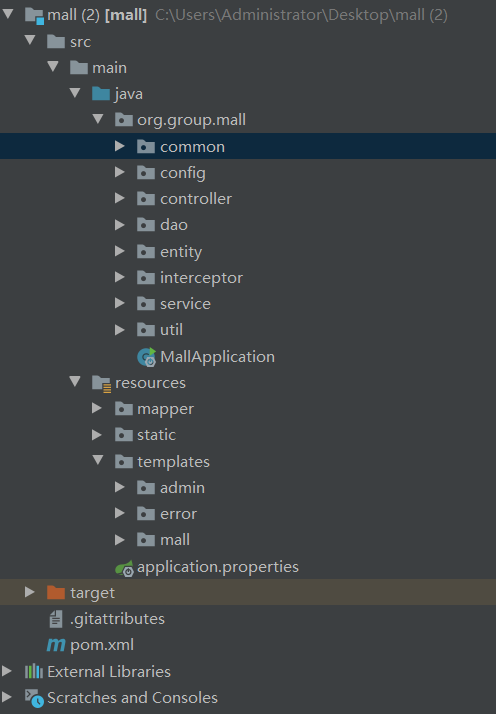 mall (2) [mall] C:\Users\Administrator\Desktop\mall (2)
src
main
java
org.group.mall
common
config
controller
dao
entity
interceptor
service
util
MallApplication
resources
mapper
static
templates
admin
error
mall
application.properties
target
.gitattributes
pom.xml
External Libraries
Scratches and Consoles